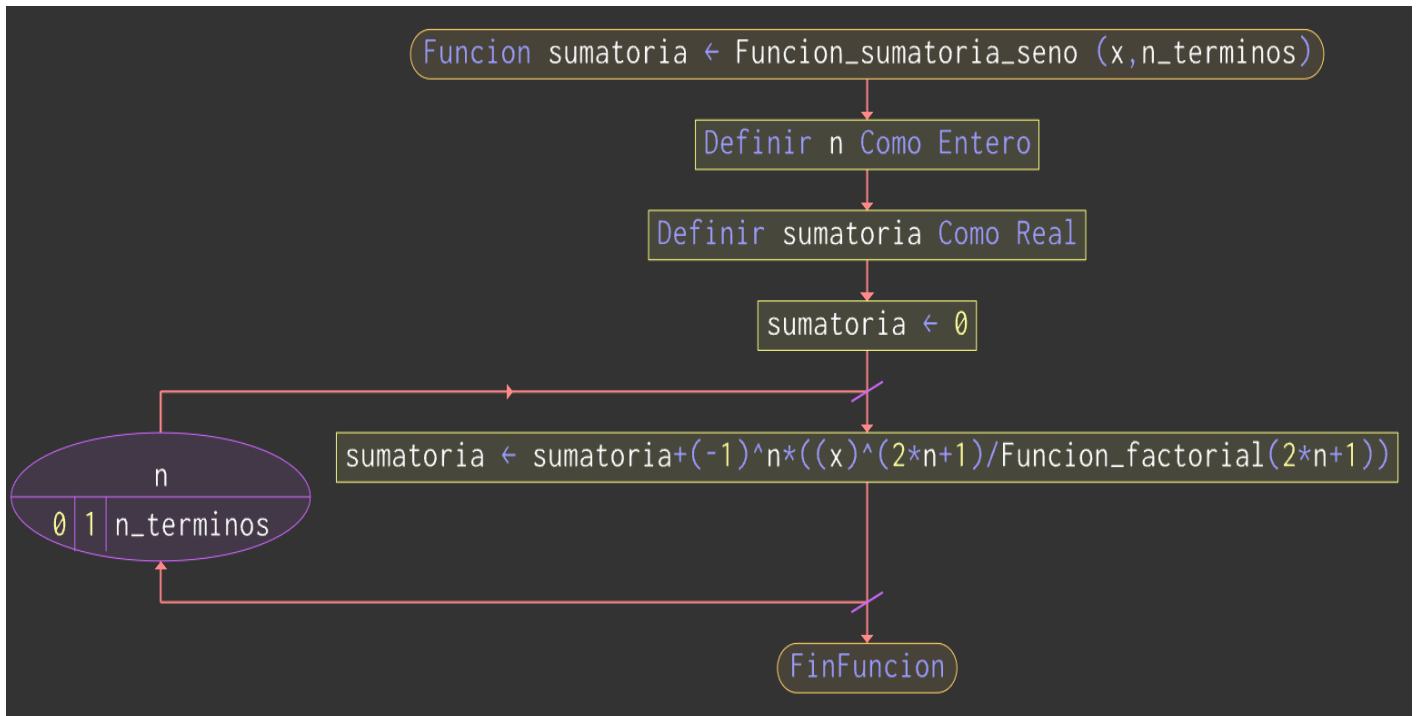 Funcion sumatoria ← Funcion_sumatoria_seno (x,n_terminos)
Definir n Como Entero
Definir sumatoria Como Real
sumatoria ← 0
n
0 1 n_terminos
sumatoria ← sumatoria+(-1)^n*((x)^(2*n+1)/Funcion_factorial(2*n+1))
FinFuncion